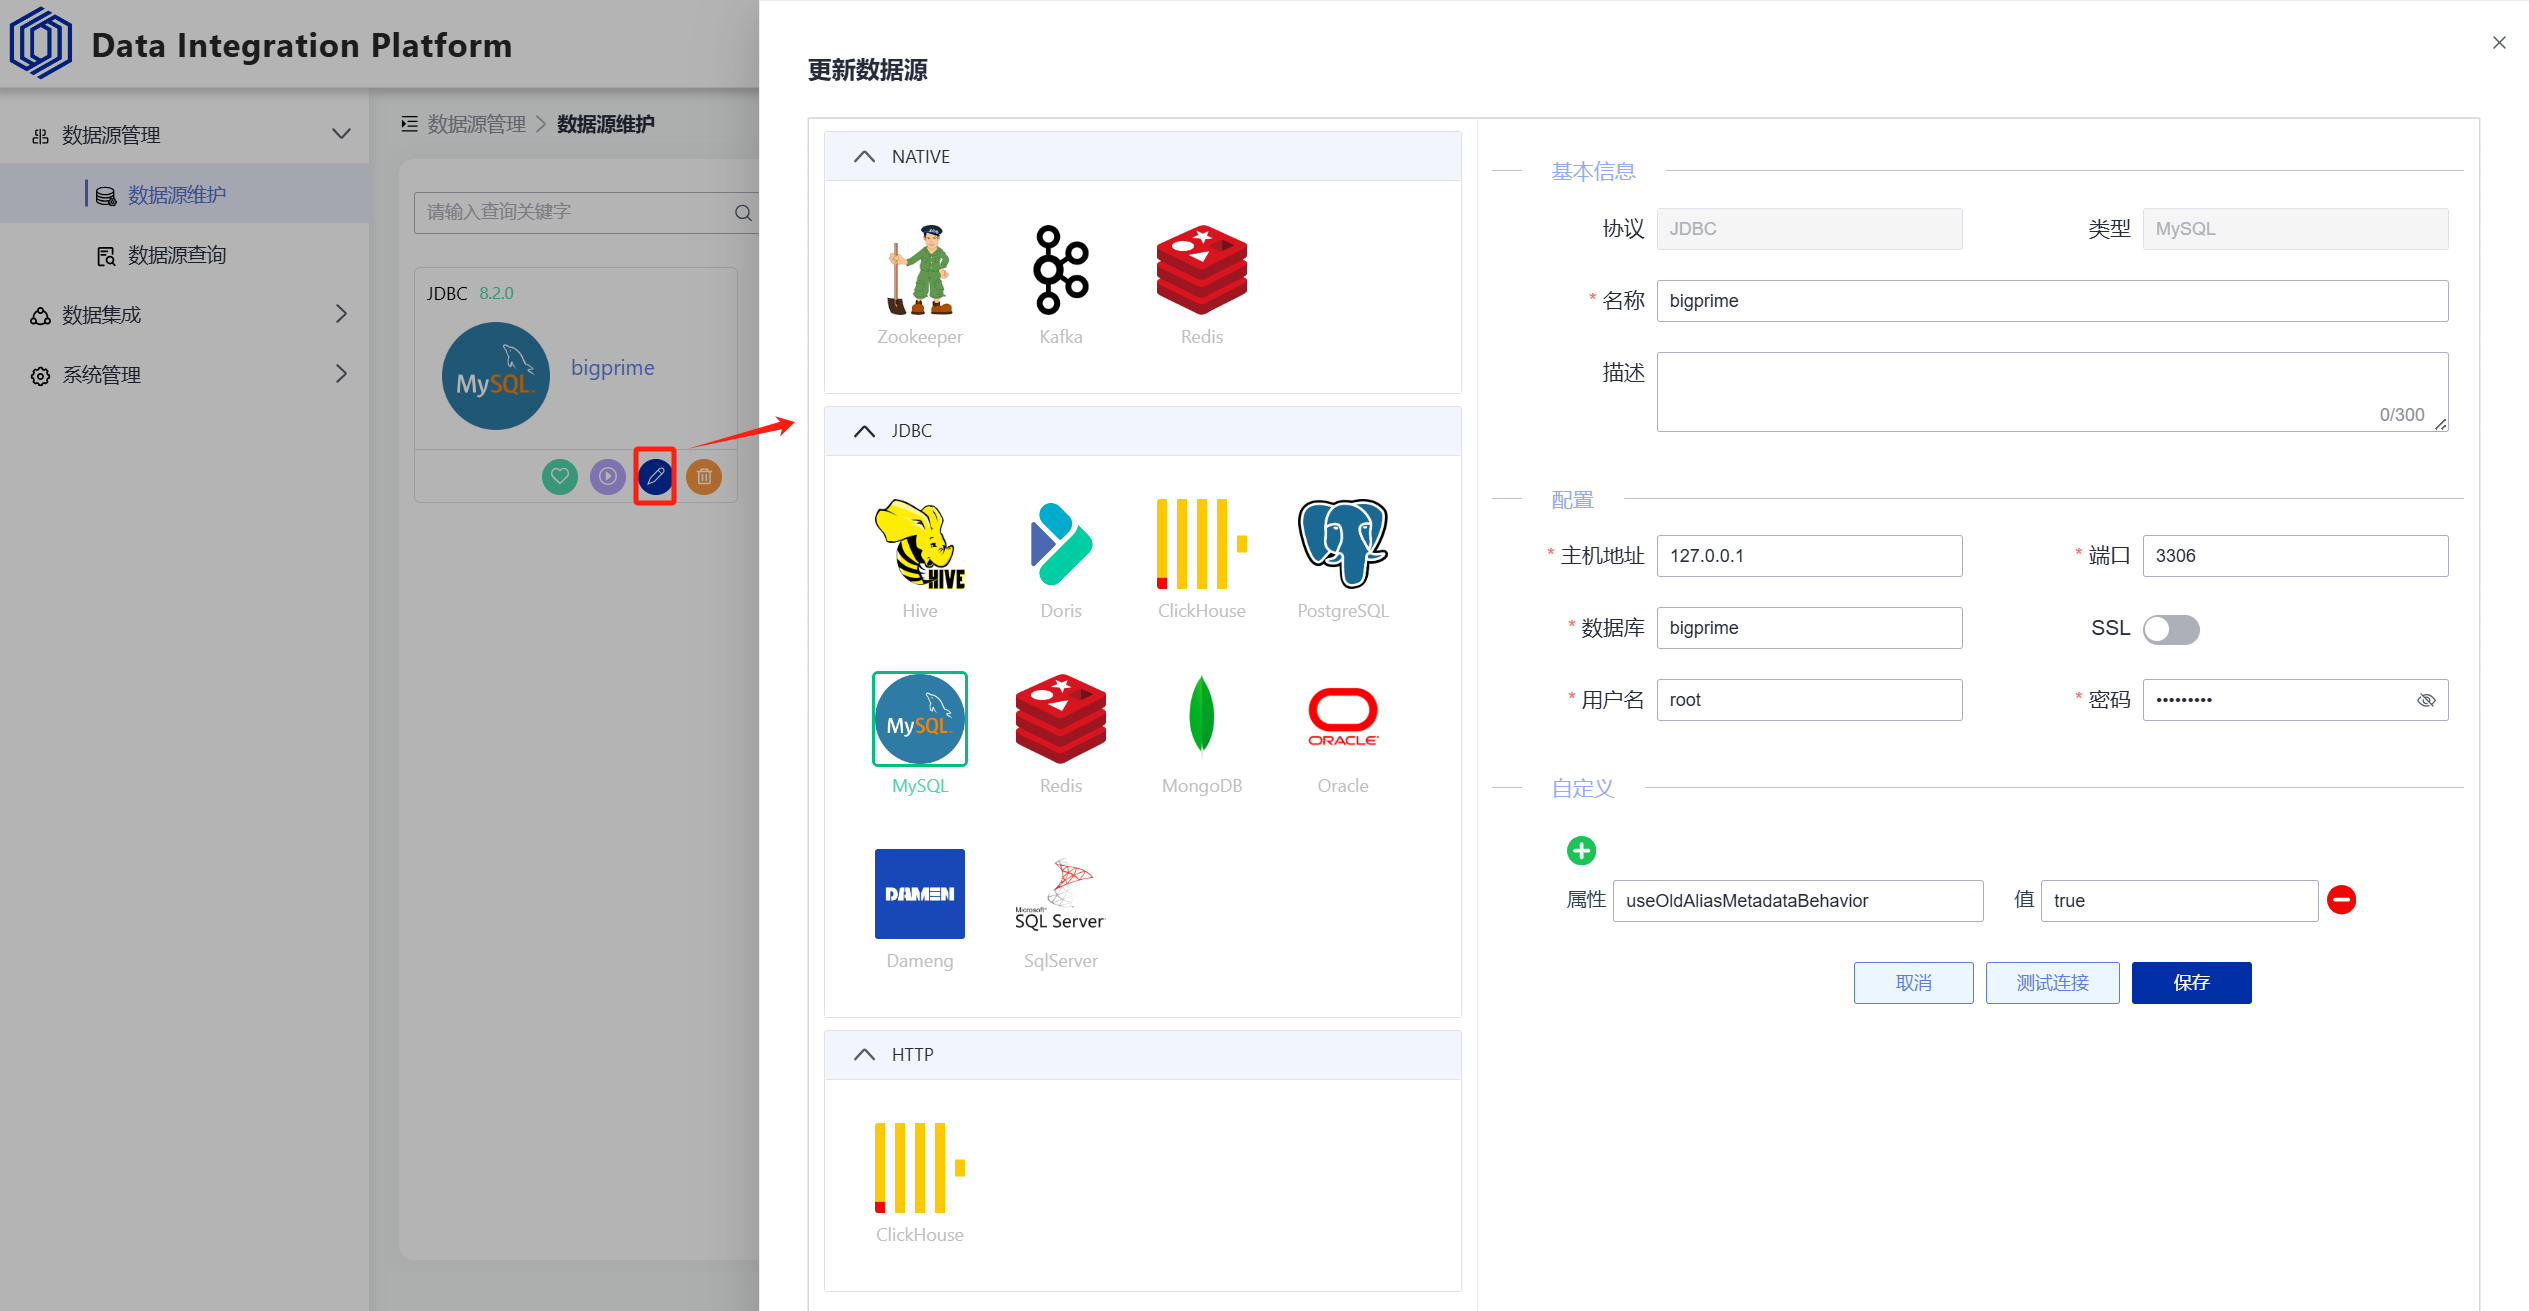 Data Integration Platform
数据源管理
数据源维护
数据源查询
数据集成
系统管理
数据源管理 > 数据源维护
请输入查询关键字
JDBC 8.2.0
MySQL
bigprime
更新数据源
NATIVE
Zookeeper
Kafka
Redis
JDBC
HIVE
Hive
Doris
ClickHouse
PostgreSQL
MySQL
ORACLE
MySQL
Redis
MongoDB
Oracle
DAMEN
Microsoft
SQL Server
Dameng
SqlServer
HTTP
ClickHouse
基本信息
协议 JDBC
类型 MySQL
* 名称 bigprime
描述
0/300
配置
* 主机地址 127.0.0.1
* 端口 3306
* 数据库 bigprime
SSL
* 用户名 root
* 密码 •••••••••
自定义
属性 useOldAliasMetadataBehavior
值 true
取消
测试连接
保存